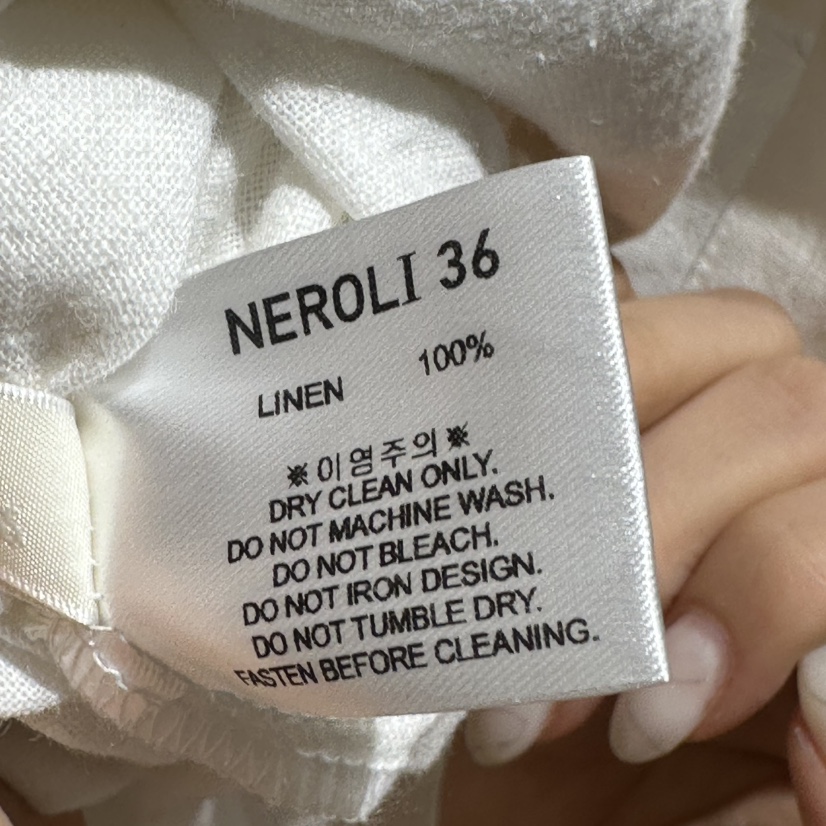 NEROLI 36
LINEN 100%
※이염주의※
DRY CLEAN ONLY.
DO NOT MACHINE WASH.
DO NOT BLEACH.
DO NOT IRON DESIGN.
DO NOT TUMBLE DRY.
FASTEN BEFORE CLEANING.